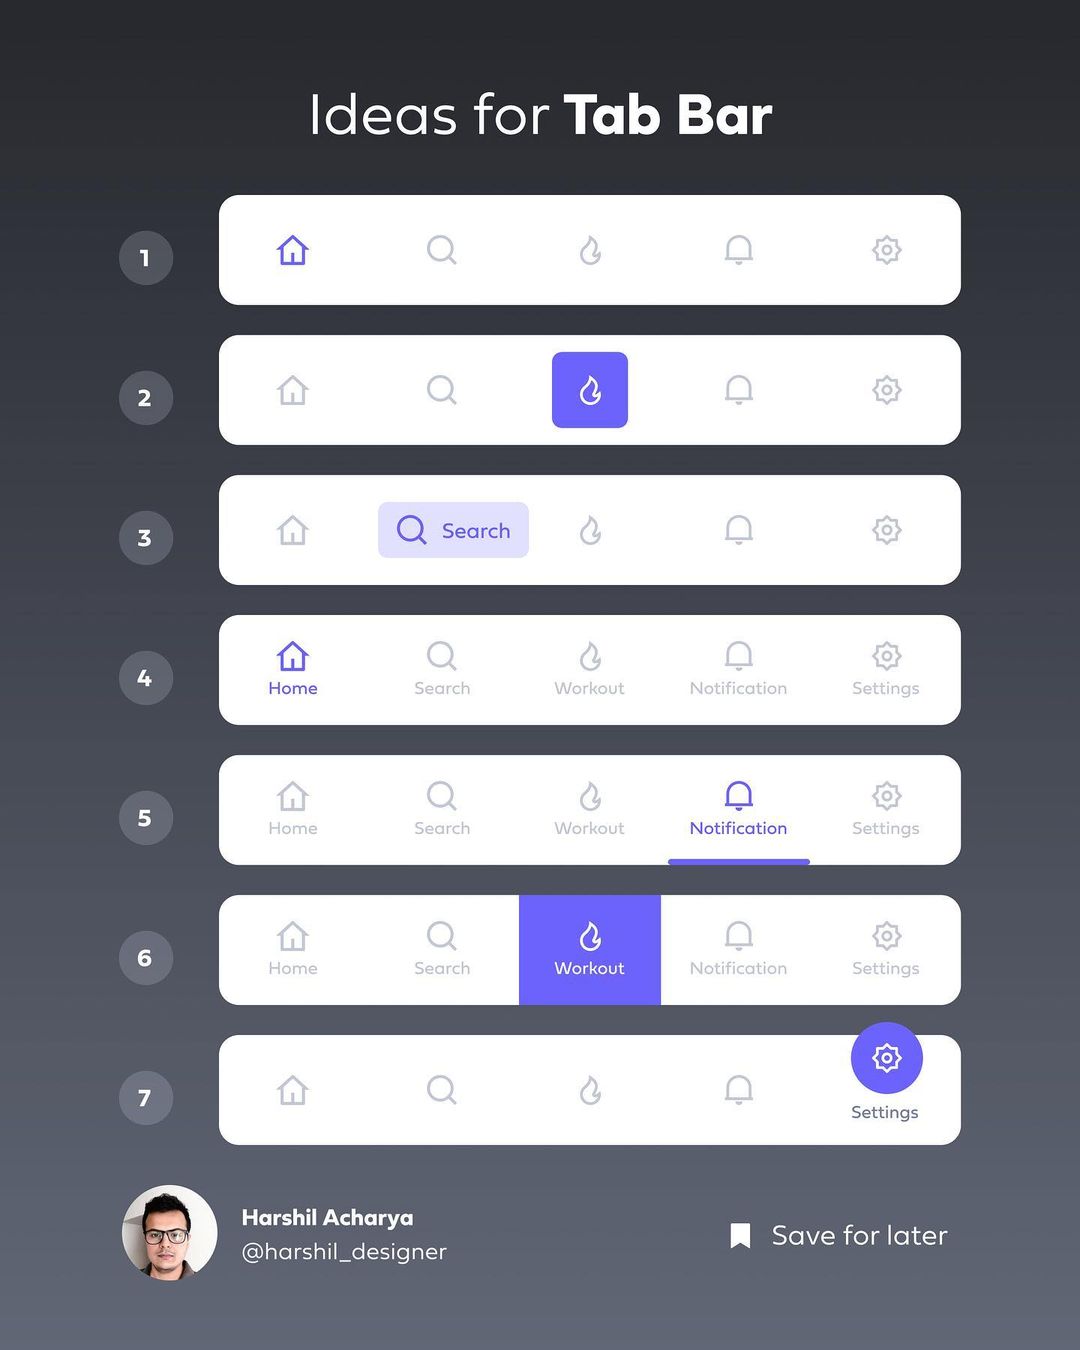 Ideas for Tab Bar
1
2
3
Search
4
Home Search Workout Notification Settings
5
Home Search Workout Notification Settings
6
Home Search Workout Notification Settings
7
Settings
Harshil Acharya
@harshil_designer
Save for later